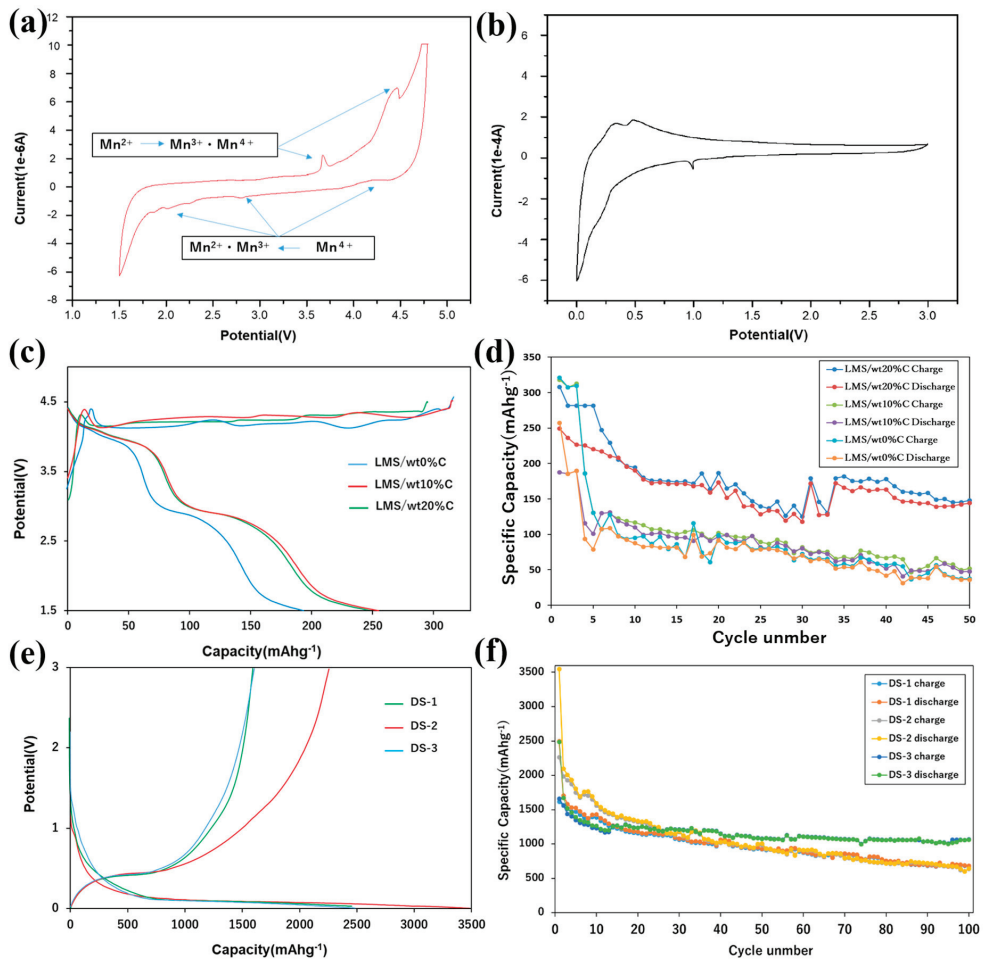 (a)
12
10
8
6
4
2
0
-2
-4
-6
-8
Current(1e-6A)
Mn2+ → Mn3+ · Mn4+
Mn2+ · Mn3+ ← Mn4+
1.0 1.5 2.0 2.5 3.0 3.5 4.0 4.5 5.0
Potential(V)
(b)
6
4
2
0
-2
-4
-6
Current(1e-4A)
0.0 0.5 1.0 1.5 2.0 2.5 3.0
Potential(V)
(c)
4.5
3.5
2.5
1.5
Potential(V)
LMS/wt0%C
LMS/wt10%C
LMS/wt20%C
0 50 100 150 200 250 300
Capacity(mAhg-1)
(d)
350
300
250
200
150
100
50
0
Specific Capacity(mAhg-1)
LMS/wt20%C Charge
LMS/wt20%C Discharge
LMS/wt10%C Charge
LMS/wt10%C Discharge
LMS/wt0%C Charge
LMS/wt0%C Discharge
0 5 10 15 20 25 30 35 40 45 50
Cycle unmber
(e)
3
2
1
0
Potential(V)
DS-1
DS-2
DS-3
0 500 1000 1500 2000 2500 3000 3500
Capacity(mAhg-1)
(f)
3500
3000
2500
2000
1500
1000
500
0
Specific Capacity(mAhg-1)
DS-1 charge
DS-1 discharge
DS-2 charge
DS-2 discharge
DS-3 charge
DS-3 discharge
0 10 20 30 40 50 60 70 80 90 100
Cycle unmber